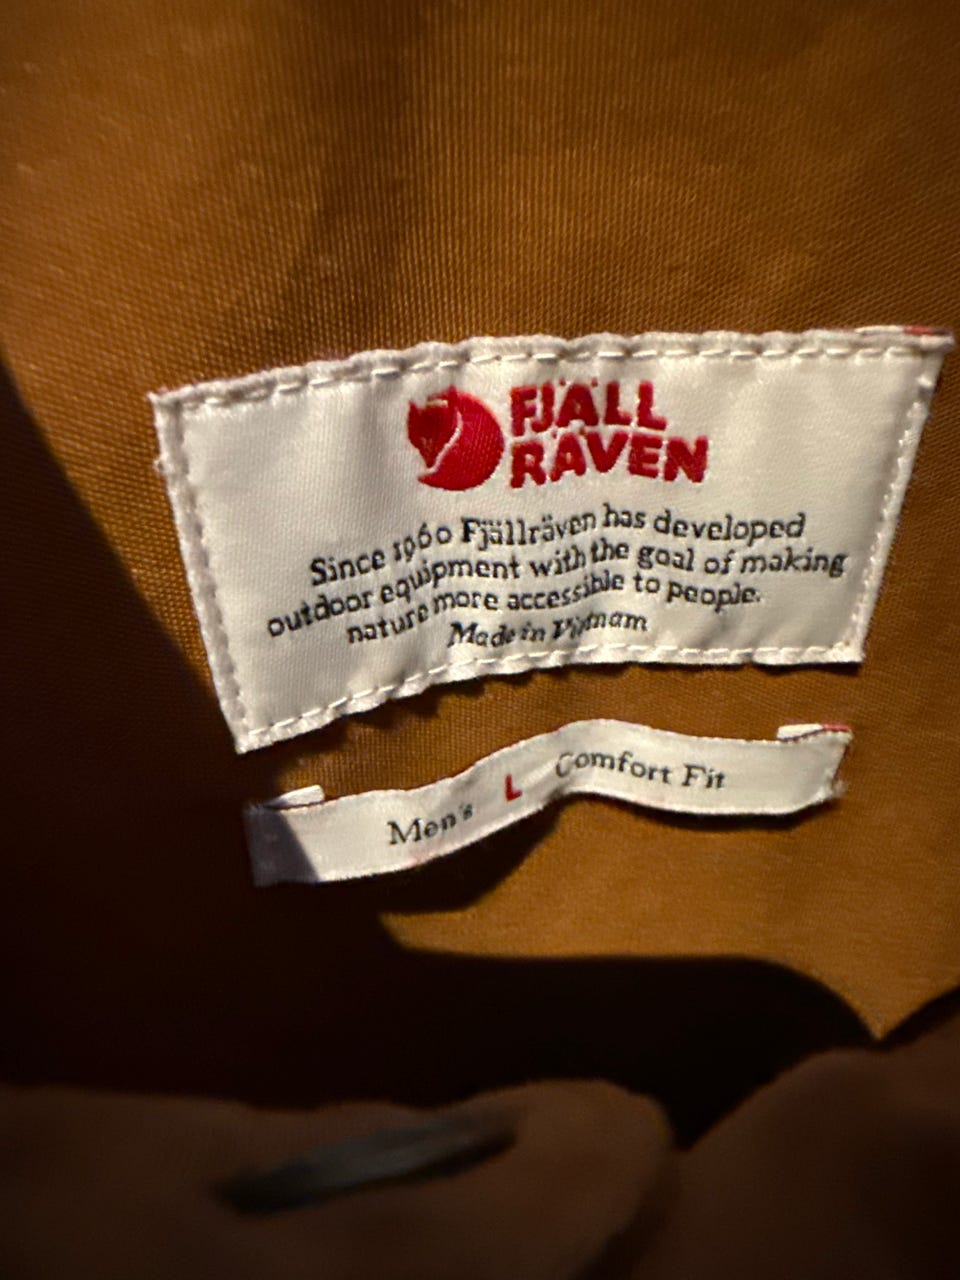 FJÄLL
RÄVEN
Since 1960 Fjällräven has developed
outdoor equipment with the goal of making
nature more accessible to people.
Made in Vietnam
Men's L Comfort Fit